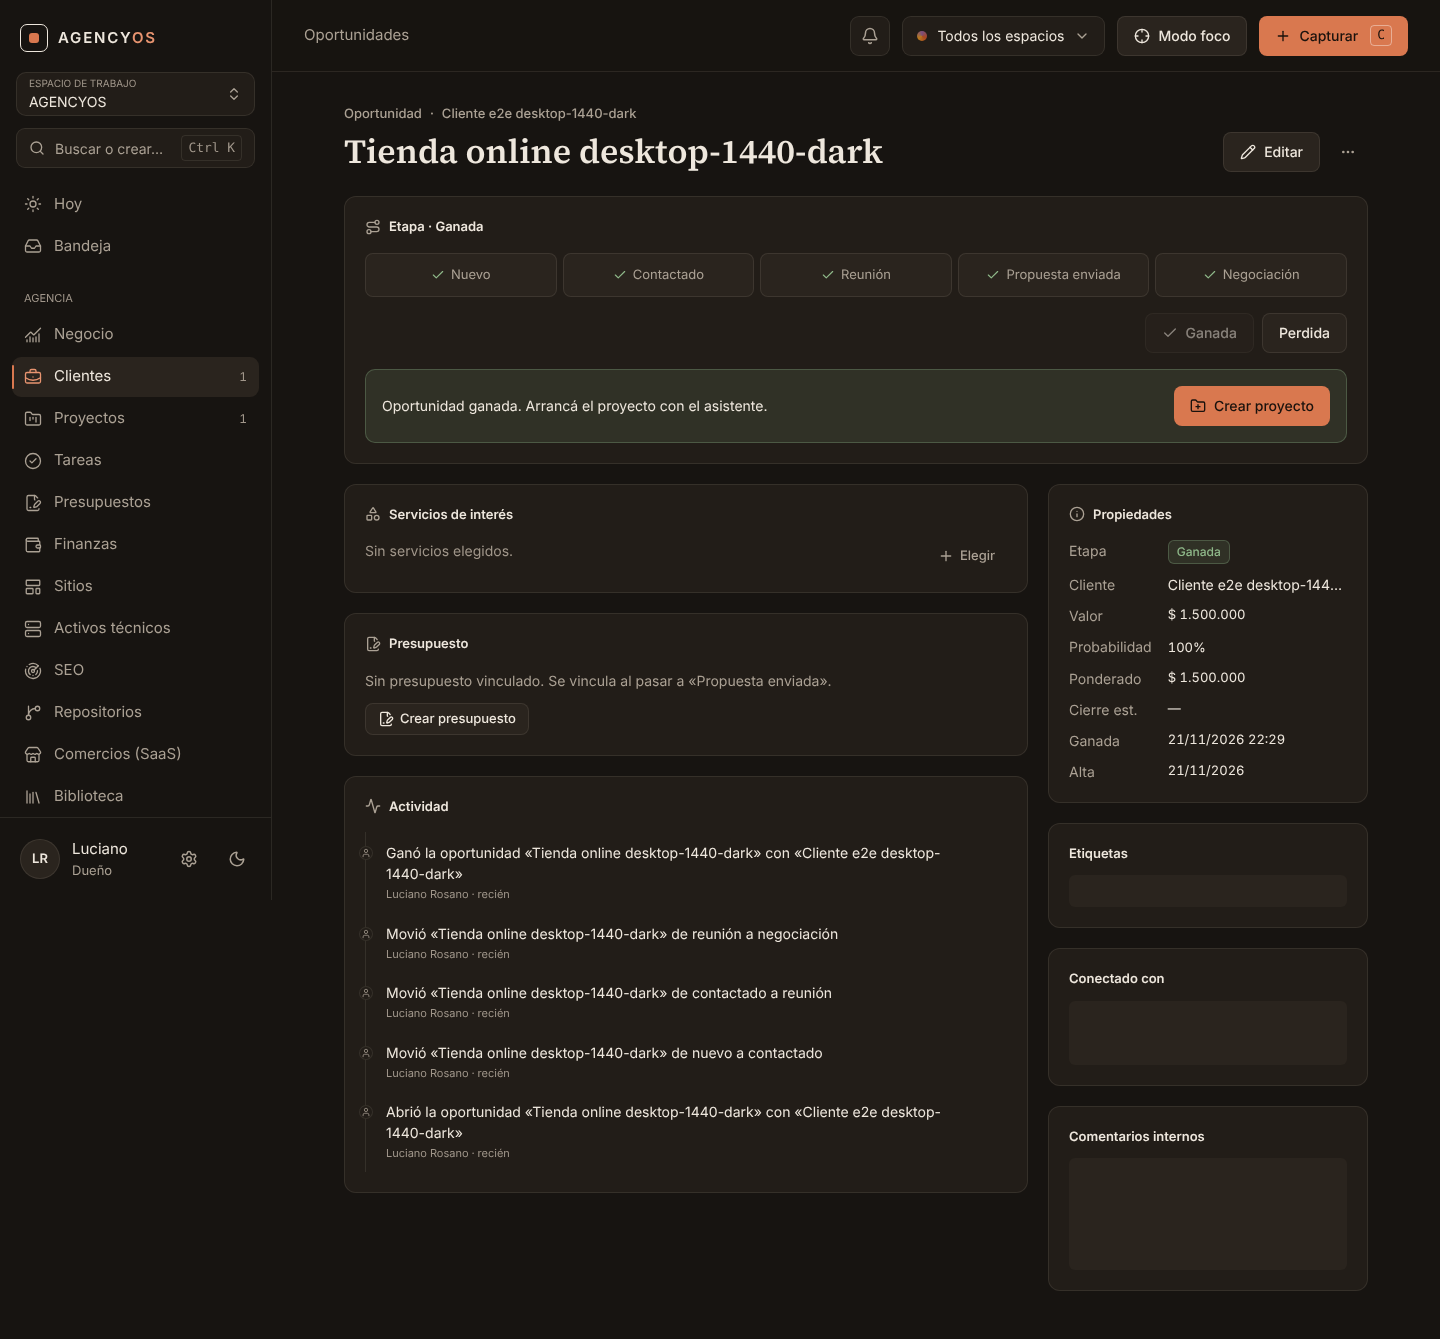 AGENCYOS
ESPACIO DE TRABAJO
AGENCYOS
Buscar o crear... Ctrl K
Hoy
Bandeja
AGENCIA
Negocio
Clientes 1
Proyectos 1
Tareas
Presupuestos
Finanzas
Sitios
Activos técnicos
SEO
Repositorios
Comercios (SaaS)
Biblioteca
LR
Luciano
Dueño
Oportunidades
Todos los espacios
Modo foco
Capturar C
Oportunidad · Cliente e2e desktop-1440-dark
Tienda online desktop-1440-dark
Editar
Etapa · Ganada
Nuevo
Contactado
Reunión
Propuesta enviada
Negociación
Ganada
Perdida
Oportunidad ganada. Arrancá el proyecto con el asistente.
Crear proyecto
Servicios de interés
Sin servicios elegidos.
Elegir
Presupuesto
Sin presupuesto vinculado. Se vincula al pasar a «Propuesta enviada».
Crear presupuesto
Actividad
Ganó la oportunidad «Tienda online desktop-1440-dark» con «Cliente e2e desktop-
1440-dark»
Luciano Rosano · recién
Movió «Tienda online desktop-1440-dark» de reunión a negociación
Luciano Rosano · recién
Movió «Tienda online desktop-1440-dark» de contactado a reunión
Luciano Rosano · recién
Movió «Tienda online desktop-1440-dark» de nuevo a contactado
Luciano Rosano · recién
Abrió la oportunidad «Tienda online desktop-1440-dark» con «Cliente e2e desktop-
1440-dark»
Luciano Rosano · recién
Propiedades
Etapa Ganada
Cliente Cliente e2e desktop-144...
Valor $ 1.500.000
Probabilidad 100%
Ponderado $ 1.500.000
Cierre est. —
Ganada 21/11/2026 22:29
Alta 21/11/2026
Etiquetas
Conectado con
Comentarios internos